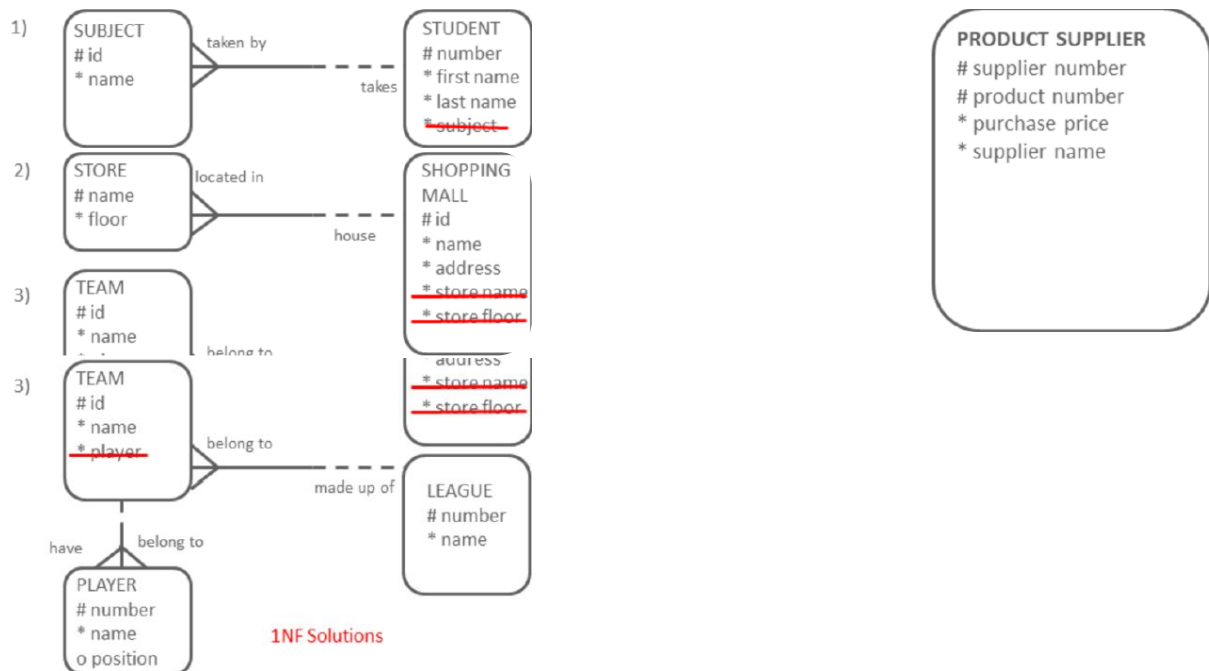 1)
SUBJECT
# id
* name
taken by
takes
STUDENT
# number
* first name
* last name
* subject
2)
STORE
# name
* floor
located in
house
SHOPPING
MALL
# id
* name
* address
* store name
* store floor
3)
TEAM
# id
* name
belong to
* address
* store name
* store floor
3)
TEAM
# id
* name
* player
belong to
made up of
LEAGUE
# number
* name
have
belong to
PLAYER
# number
* name
o position
1NF Solutions
PRODUCT SUPPLIER
# supplier number
# product number
* purchase price
* supplier name